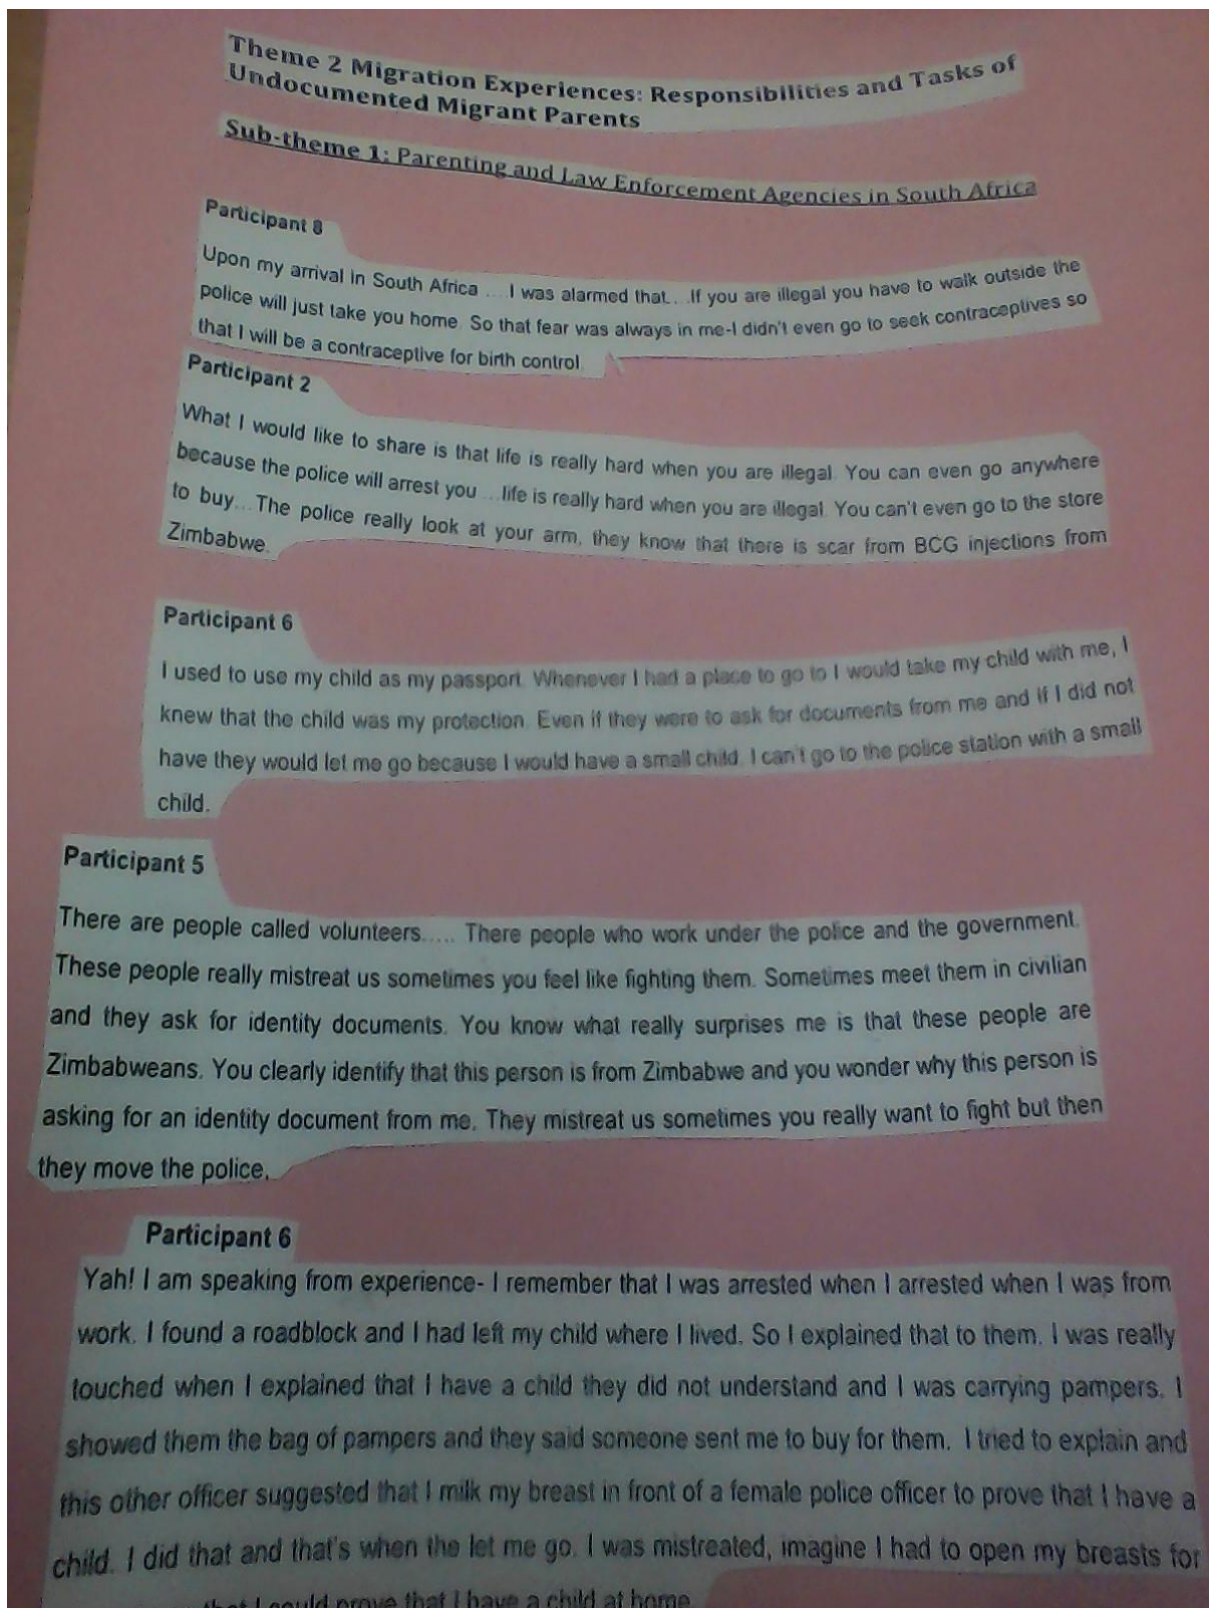 Theme 2 Migration Experiences: Responsibilities and Tasks of
Undocumented Migrant Parents
Sub-theme 1: Parenting and Law Enforcement Agencies in South Africa
Participant 8
Upon my arrival in South Africa ....I was alarmed that....If you are illegal you have to walk outside the
police will just take you home. So that fear was always in me-I didn't even go to seek contraceptives so
that I will be a contraceptive for birth control.
Participant 2
What I would like to share is that life is really hard when you are illegal. You can even go anywhere
because the police will arrest you ...life is really hard when you are illegal. You can't even go to the store
to buy...The police really look at your arm, they know that there is scar from BCG injections from
Zimbabwe.
Participant 6
I used to use my child as my passport. Whenever I had a place to go to I would take my child with me, I
knew that the child was my protection. Even if they were to ask for documents from me and if I did not
have they would let me go because I would have a small child. I can't go to the police station with a small
child.
Participant 5
There are people called volunteers..... There people who work under the police and the government.
These people really mistreat us sometimes you feel like fighting them. Sometimes meet them in civilian
and they ask for identity documents. You know what really surprises me is that these people are
Zimbabweans. You clearly identify that this person is from Zimbabwe and you wonder why this person is
asking for an identity document from me. They mistreat us sometimes you really want to fight but then
they move the police.
Participant 6
Yah! I am speaking from experience- I remember that I was arrested when I arrested when I was from
work. I found a roadblock and I had left my child where I lived. So I explained that to them. I was really
touched when I explained that I have a child they did not understand and I was carrying pampers. I
showed them the bag of pampers and they said someone sent me to buy for them. I tried to explain and
this other officer suggested that I milk my breast in front of a female police officer to prove that I have a
child. I did that and that's when the let me go. I was mistreated, imagine I had to open my breasts for
that I could prove that I have a child at home.